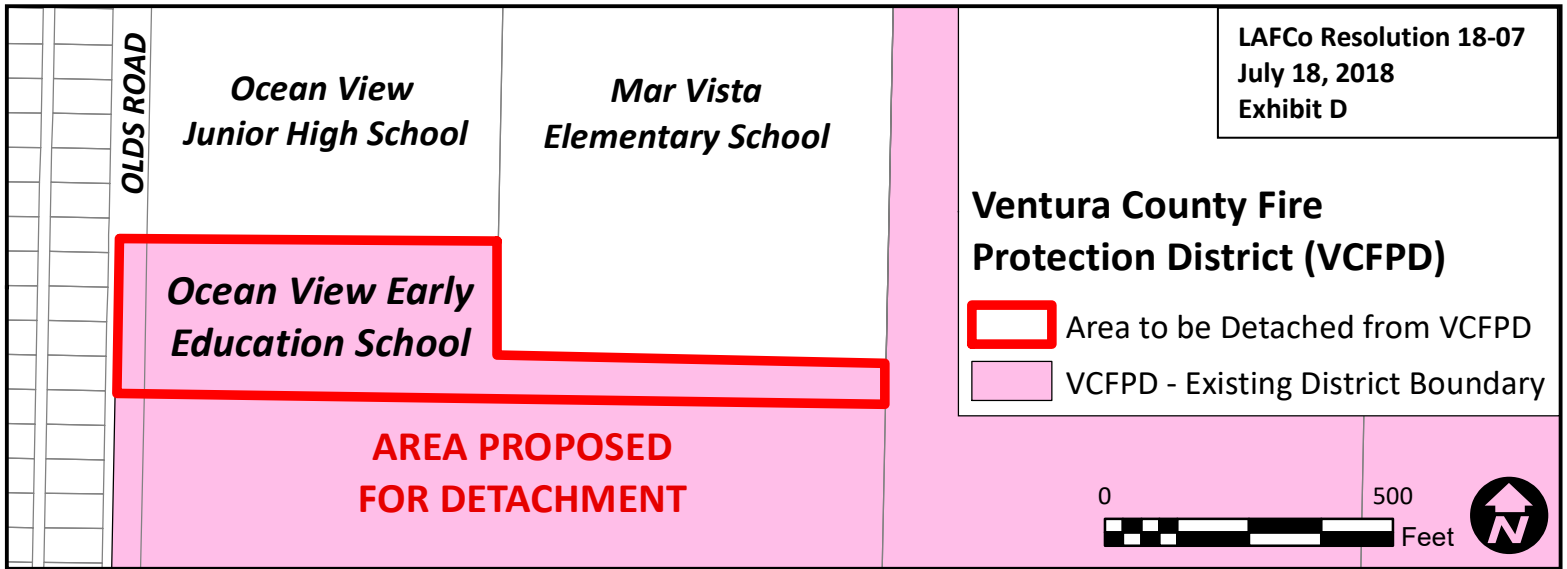 OLDS ROAD
Ocean View
Junior High School
Mar Vista
Elementary School
Ocean View Early
Education School
AREA PROPOSED
FOR DETACHMENT
LAFCo Resolution 18-07
July 18, 2018
Exhibit D
Ventura County Fire
Protection District (VCFPD)
Area to be Detached from VCFPD
VCFPD - Existing District Boundary
0 500
Feet
N